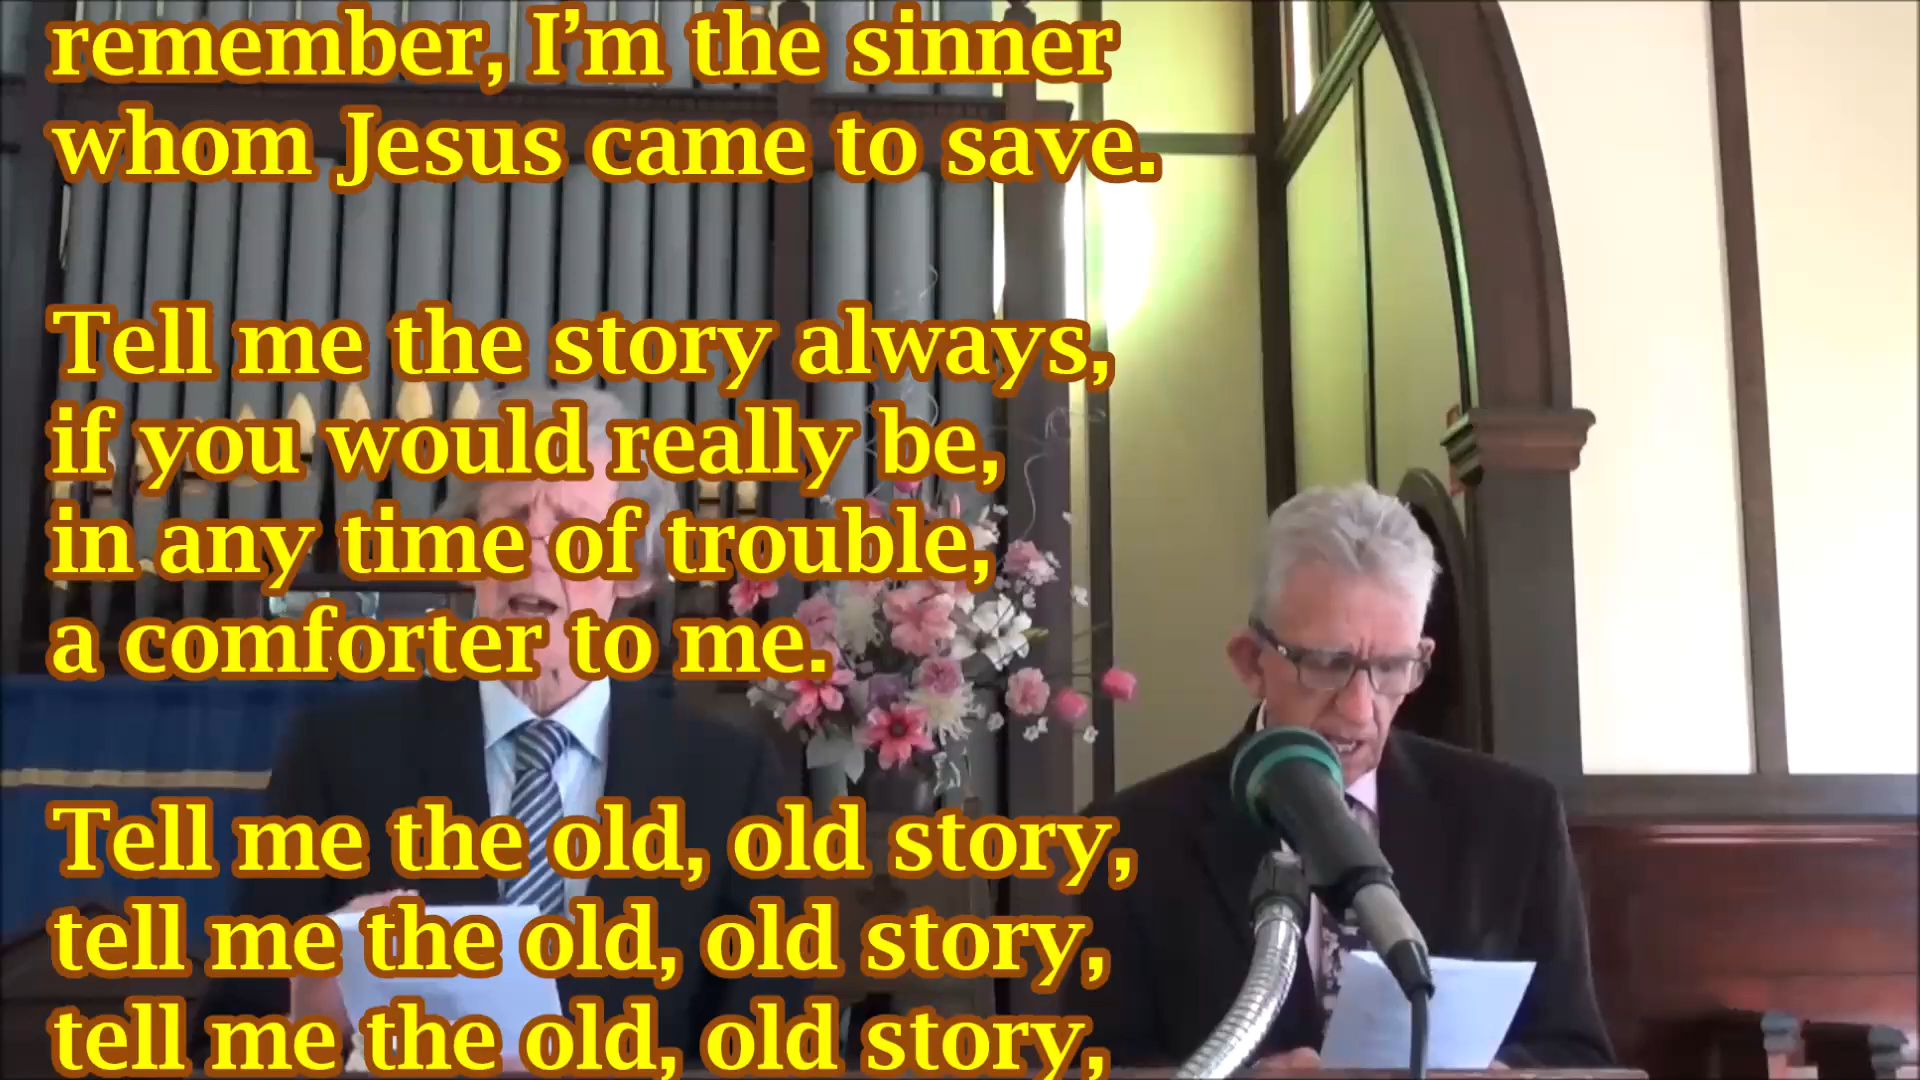 remember, I’m the sinner
whom Jesus came to save.
Tell me the story always,
if you would really be,
in any time of trouble,
a comforter to me.
Tell me the old, old story,
tell me the old, old story,
tell me the old, old story,